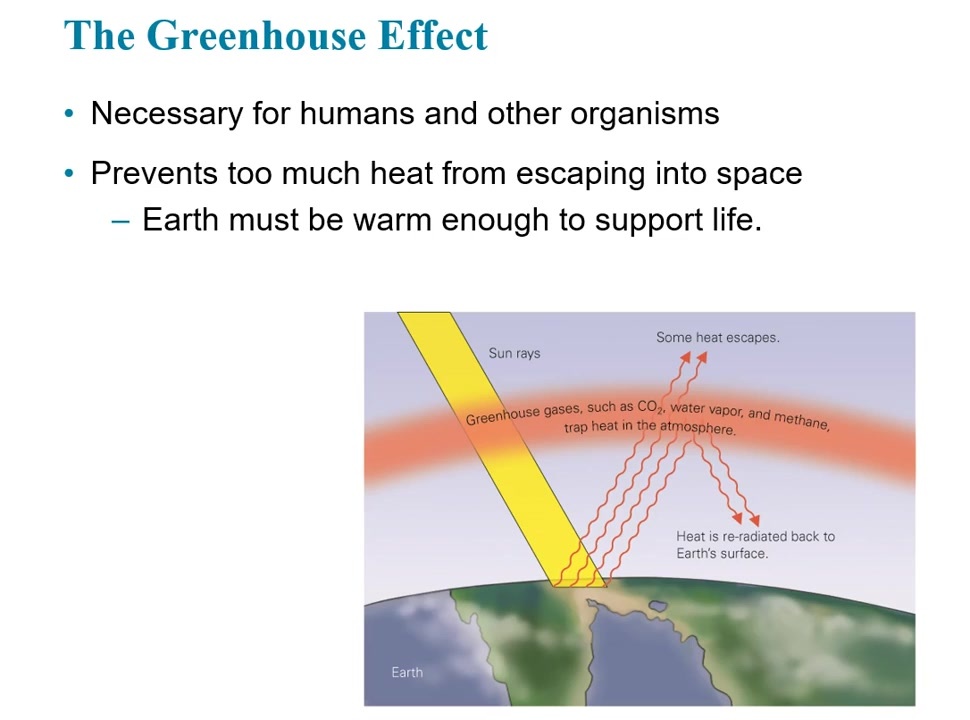 The Greenhouse Effect
• Necessary for humans and other organisms
• Prevents too much heat from escaping into space
– Earth must be warm enough to support life.
Some heat escapes.
Sun rays
Greenhouse gases, such as CO₂, water vapor, and methane,
trap heat in the atmosphere.
Heat is re-radiated back to
Earth's surface.
Earth